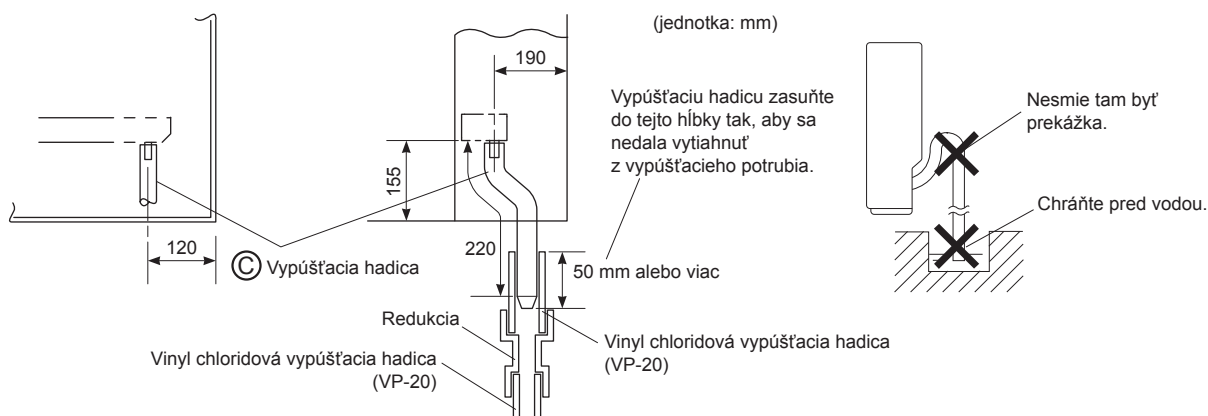 (jednotka: mm)
190
155
220
120
Ⓒ Vypúšťacia hadica
Vypúšťaciu hadicu zasuňte
do tejto hĺbky tak, aby sa
nedala vytiahnuť
z vypúšťacieho potrubia.
50 mm alebo viac
Redukcia
Vinyl chloridová vypúšťacia hadica
(VP-20)
Vinyl chloridová vypúšťacia hadica
(VP-20)
Nesmie tam byť
prekážka.
Chráňte pred vodou.